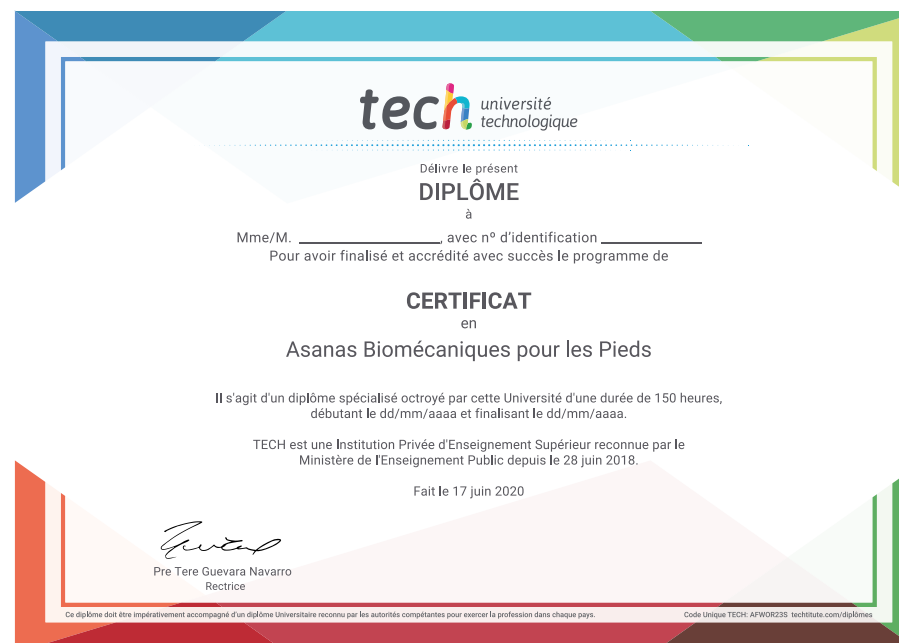 tech université
technologique
Délivre le présent
DIPLÔME
à
Mme/M. ____________________, avec nº d'identification ______________
Pour avoir finalisé et accrédité avec succès le programme de
CERTIFICAT
en
Asanas Biomécaniques pour les Pieds
Il s'agit d'un diplôme spécialisé octroyé par cette Université d'une durée de 150 heures,
débutant le dd/mm/aaaa et finalisant le dd/mm/aaaa.
TECH est une Institution Privée d'Enseignement Supérieur reconnue par le
Ministère de l'Enseignement Public depuis le 28 juin 2018.
Fait le 17 juin 2020
Pre Tere Guevara Navarro
Rectrice
Ce diplôme doit être impérativement accompagné d'un diplôme Universitaire reconnu par les autorités compétentes pour exercer la profession dans chaque pays.
Code Unique TECH: AFWOR23S techtitute.com/diplômes